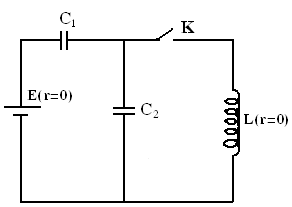 C₁
K
E(r=0)
C₂
L(r=0)